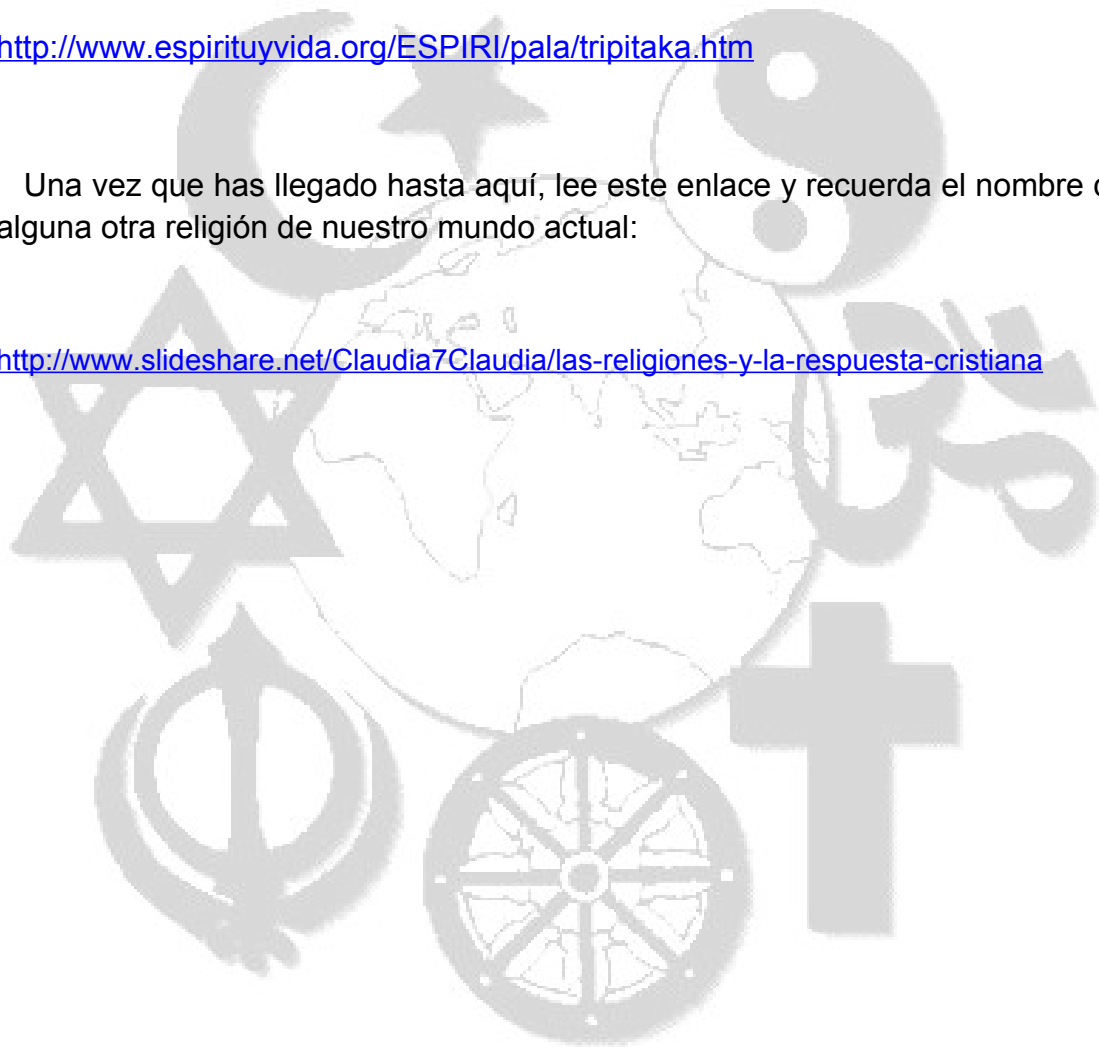 http://www.espirituyvida.org/ESPIRI/pala/tripitaka.htm
Una vez que has llegado hasta aquí, lee este enlace y recuerda el nombre
alguna otra religión de nuestro mundo actual:
http://www.slideshare.net/Claudia7Claudia/las-religiones-y-la-respuesta-cristiana